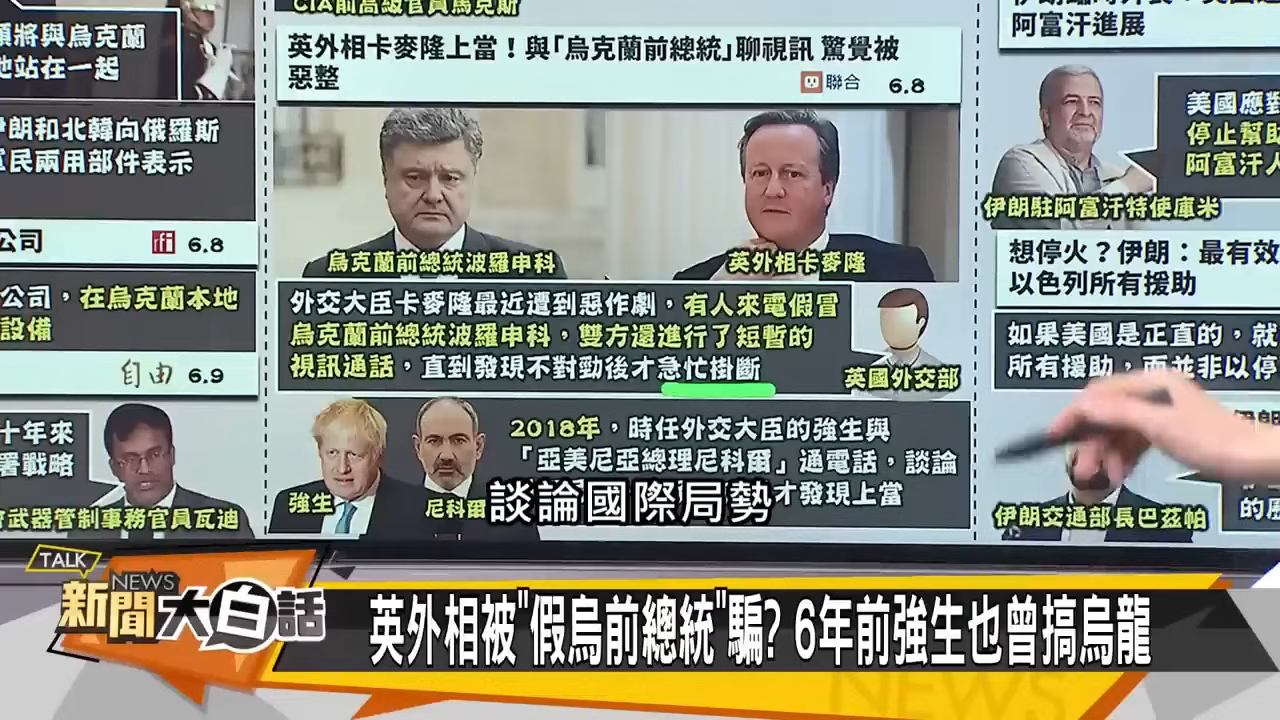 CIA前高級官員馬克斯
英外相卡麥隆上當！與「烏克蘭前總統」聊視訊 驚覺被
惡整
聯合 6.8
烏克蘭前總統波羅申科
英外相卡麥隆
外交大臣卡麥隆最近遭到惡作劇，有人來電假冒
烏克蘭前總統波羅申科，雙方還進行了短暫的
視訊通話，直到發現不對勁後才急忙掛斷
英國外交部
2018年，時任外交大臣的強生與
「亞美尼亞總理尼科爾」通電話，談論
才發現上當
強生
尼科爾
將與烏克蘭
地站在一起
伊朗和北韓向俄羅斯
軍民兩用部件表示
公司
rfi 6.8
公司，在烏克蘭本地
設備
自由 6.9
十年來
署戰略
武器管制事務官員瓦迪
阿富汗進展
美國應對
停止幫助
阿富汗人
伊朗駐阿富汗特使庫米
想停火？伊朗：最有效
以色列所有援助
如果美國是正直的，就
所有援助，而並非以停
伊朗交通部長巴茲帕
談論國際局勢
TALK
NEWS
新聞大白話
英外相被"假烏前總統"騙? 6年前強生也曾搞烏龍
NEWS